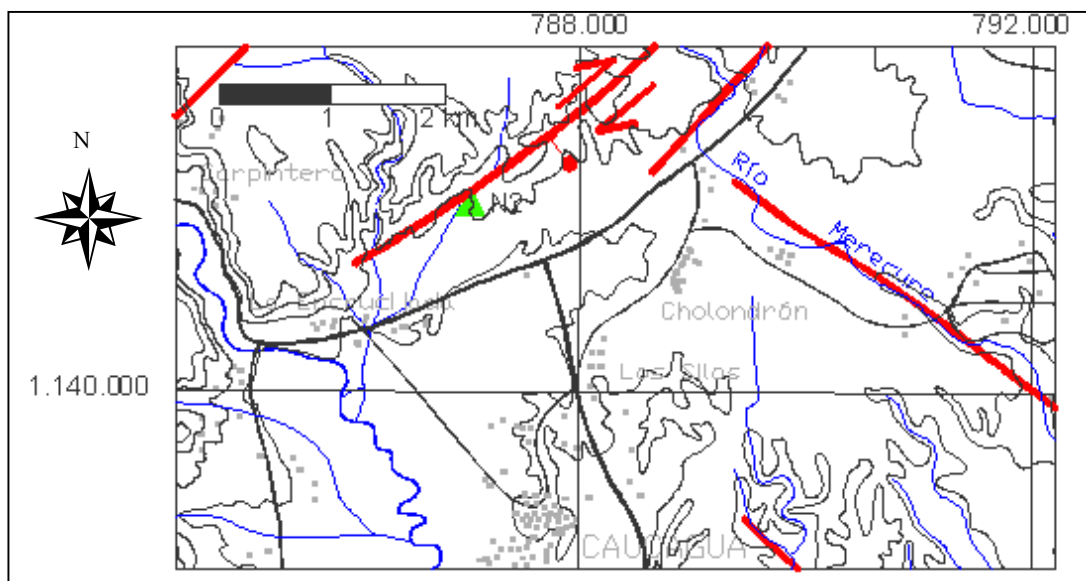 788.000
792.000
0 1 2 km
N
Río
Merecure
Cholondrón
Los Silos
1.140.000
CAUCAGUA